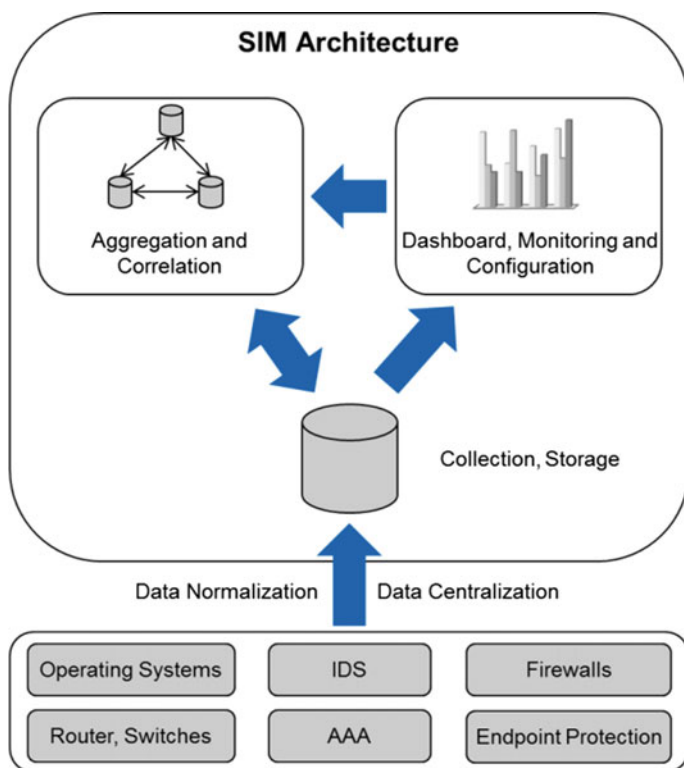 SIM Architecture
Aggregation and
Correlation
Dashboard, Monitoring and
Configuration
Collection, Storage
Data Normalization
Data Centralization
Operating Systems
IDS
Firewalls
Router, Switches
AAA
Endpoint Protection